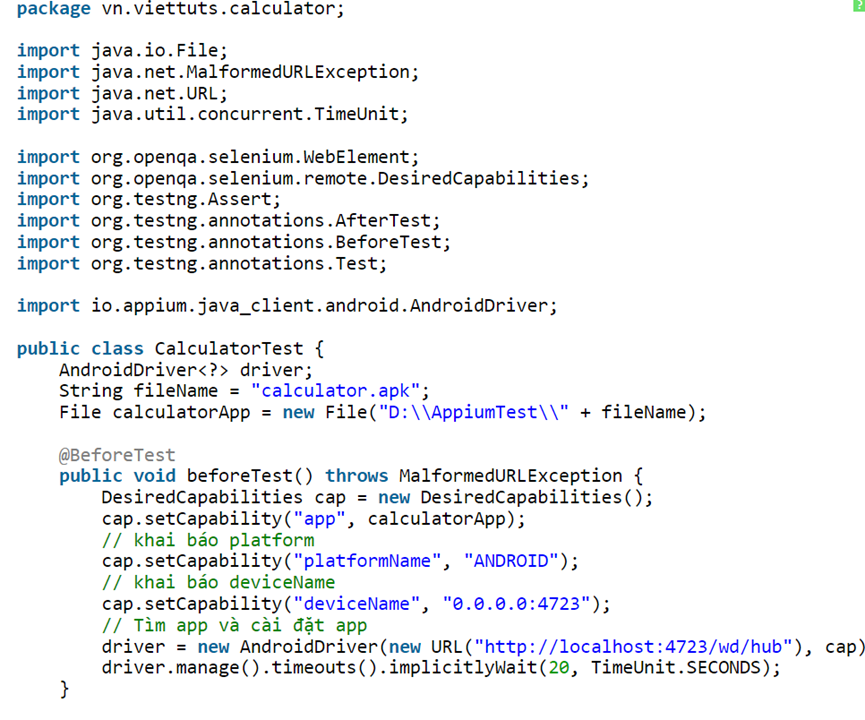 package vn.viettuts.calculator;
import java.io.File;
import java.net.MalformedURLException;
import java.net.URL;
import java.util.concurrent.TimeUnit;
import org.openqa.selenium.WebElement;
import org.openqa.selenium.remote.DesiredCapabilities;
import org.testng.Assert;
import org.testng.annotations.AfterTest;
import org.testng.annotations.BeforeTest;
import org.testng.annotations.Test;
import io.appium.java_client.android.AndroidDriver;
public class CalculatorTest {
    AndroidDriver<?> driver;
    String fileName = "calculator.apk";
    File calculatorApp = new File("D:\\AppiumTest\\" + fileName);
    @BeforeTest
    public void beforeTest() throws MalformedURLException {
        DesiredCapabilities cap = new DesiredCapabilities();
        cap.setCapability("app", calculatorApp);
        // khai báo platform
        cap.setCapability("platformName", "ANDROID");
        // khai báo deviceName
        cap.setCapability("deviceName", "0.0.0.0:4723");
        // Tìm app và cài đặt app
        driver = new AndroidDriver(new URL("http://localhost:4723/wd/hub"), cap)
        driver.manage().timeouts().implicitlyWait(20, TimeUnit.SECONDS);
    }